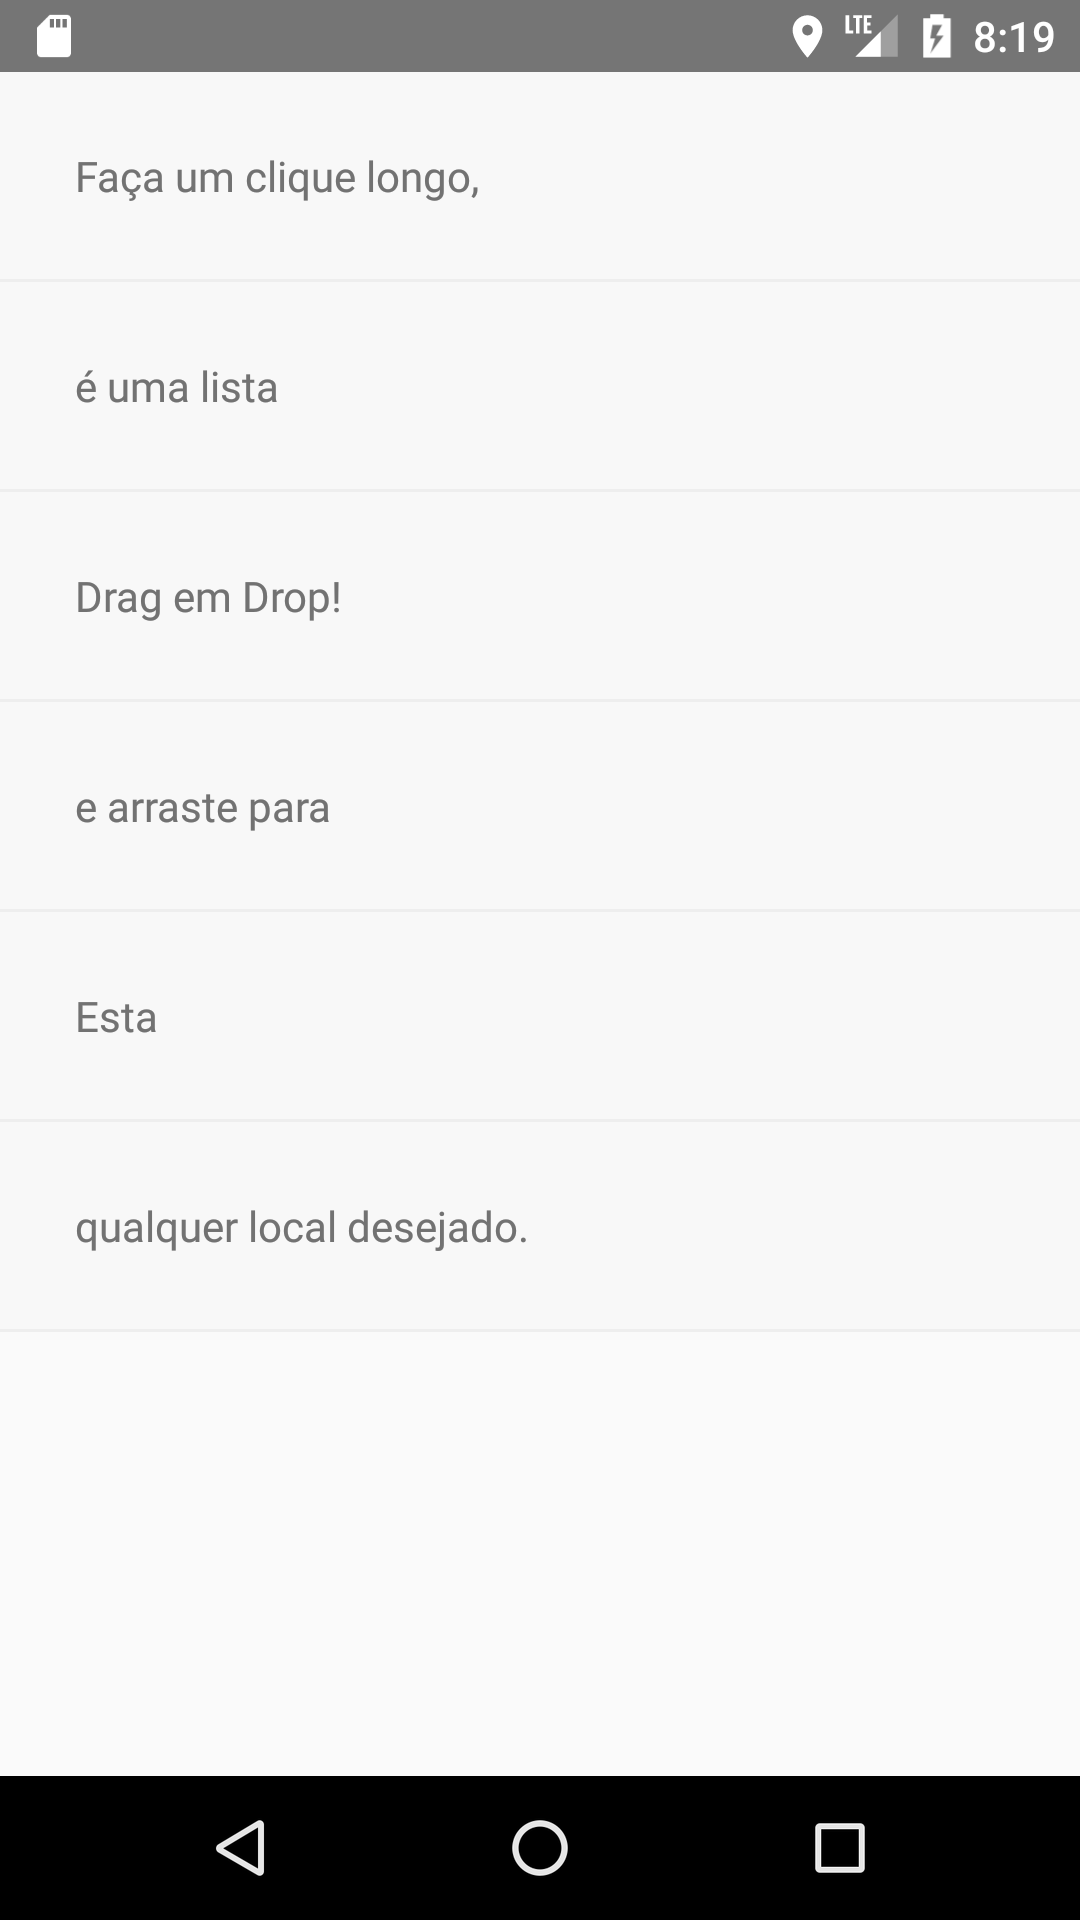 LTE 8:19
Faça um clique longo,
é uma lista
Drag em Drop!
e arraste para
Esta
qualquer local desejado.